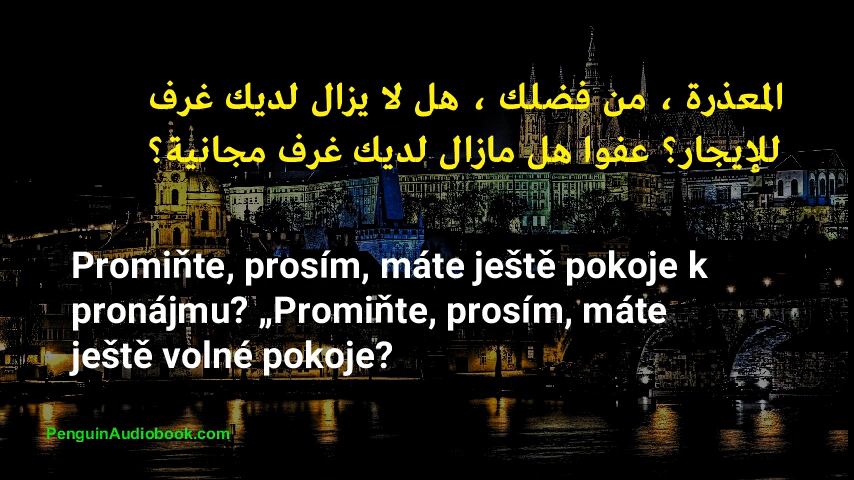 المعذرة ، من فضلك ، هل لا يزال لديك غرف
للإيجار؟ عفوا هل مازال لديك غرف مجانية؟
Promiňte, prosím, máte ještě pokoje k
pronájmu? „Promiňte, prosím, máte
ještě volné pokoje?
PenguinAudiobook.com